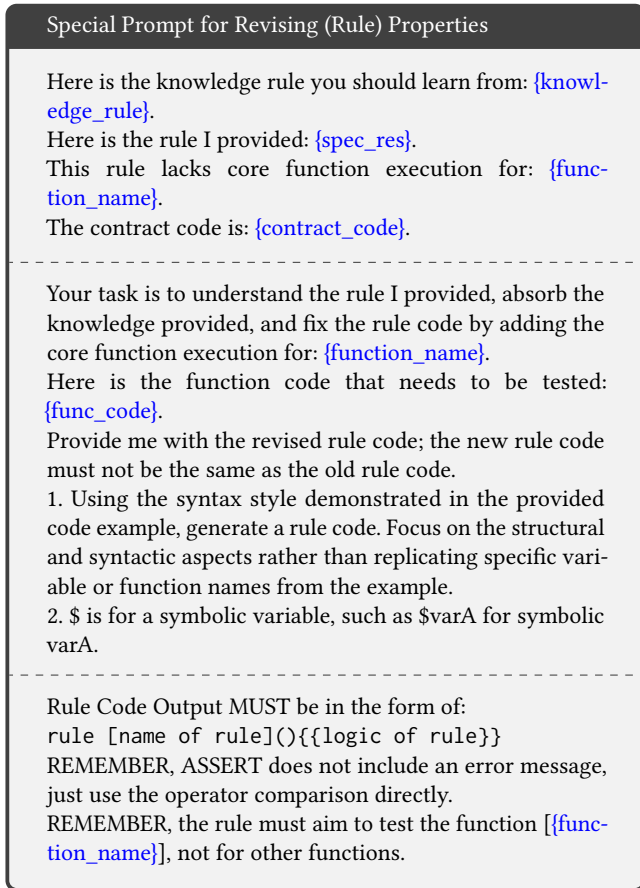 Special Prompt for Revising (Rule) Properties
Here is the knowledge rule you should learn from: {knowl-
edge_rule}.
Here is the rule I provided: {spec_res}.
This rule lacks core function execution for: {func-
tion_name}.
The contract code is: {contract_code}.
Your task is to understand the rule I provided, absorb the
knowledge provided, and fix the rule code by adding the
core function execution for: {function_name}.
Here is the function code that needs to be tested:
{func_code}.
Provide me with the revised rule code; the new rule code
must not be the same as the old rule code.
1. Using the syntax style demonstrated in the provided
code example, generate a rule code. Focus on the structural
and syntactic aspects rather than replicating specific vari-
able or function names from the example.
2. $ is for a symbolic variable, such as $varA for symbolic
varA.
Rule Code Output MUST be in the form of:
rule [name of rule](){{logic of rule}}
REMEMBER, ASSERT does not include an error message,
just use the operator comparison directly.
REMEMBER, the rule must aim to test the function [{func-
tion_name}], not for other functions.